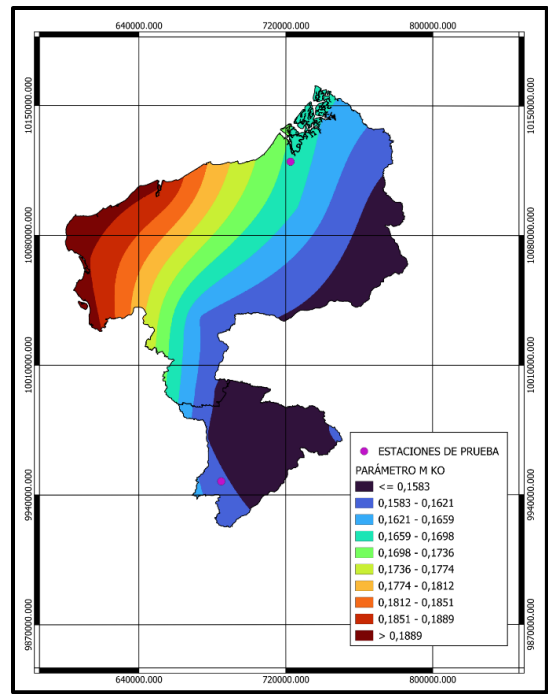 640000.000 720000.000 800000.000
10150000.000 10150000.000
10080000.000 10080000.000
10010000.000 10010000.000
9940000.000 9940000.000
9870000.000 9870000.000
ESTACIONES DE PRUEBA
PARÁMETRO M KO
<= 0,1583
0,1583 - 0,1621
0,1621 - 0,1659
0,1659 - 0,1698
0,1698 - 0,1736
0,1736 - 0,1774
0,1774 - 0,1812
0,1812 - 0,1851
0,1851 - 0,1889
> 0,1889
640000.000 720000.000 800000.000